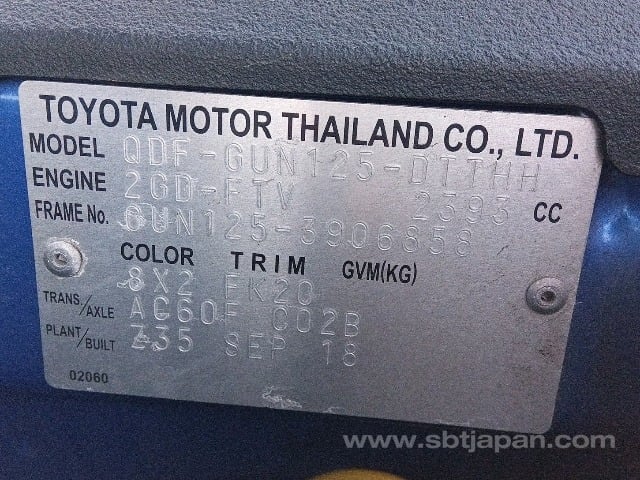 TOYOTA MOTOR THAILAND CO., LTD.
MODEL QDF-GUN125-DTTHH
ENGINE 2GD-FTV 2393 CC
FRAME No. GUN125-3906858
COLOR TRIM GVM(KG)
8X2 FK20
TRANS./AXLE AC60F C02B
PLANT/BUILT Z35 SEP 18
02060
www.sbtjapan.com